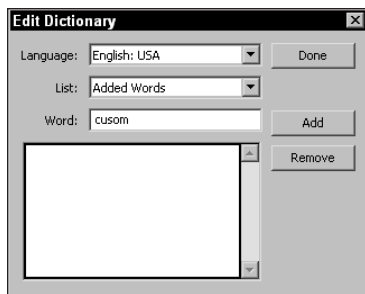 Edit Dictionary
Language: English: USA Done
List: Added Words
Word: cusom Add
Remove